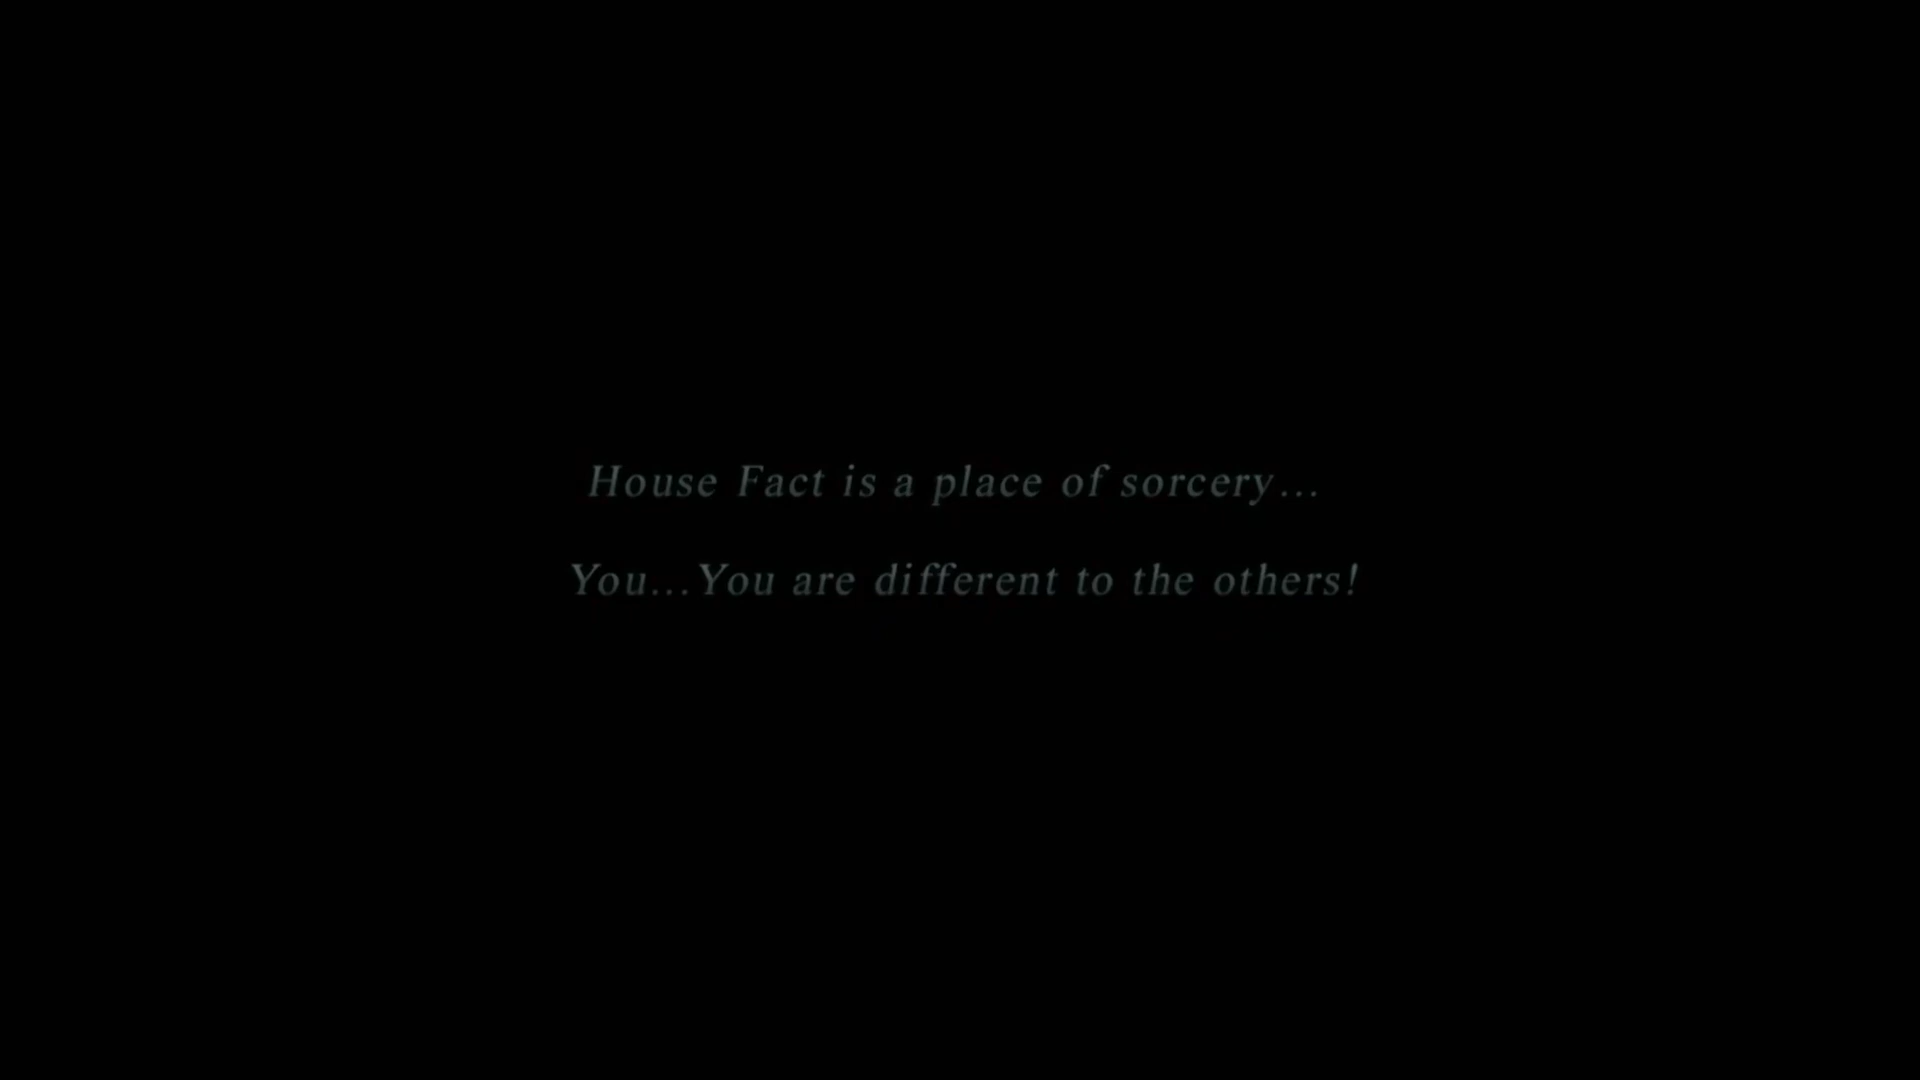 House Fact is a place of sorcery...
You...You are different to the others!